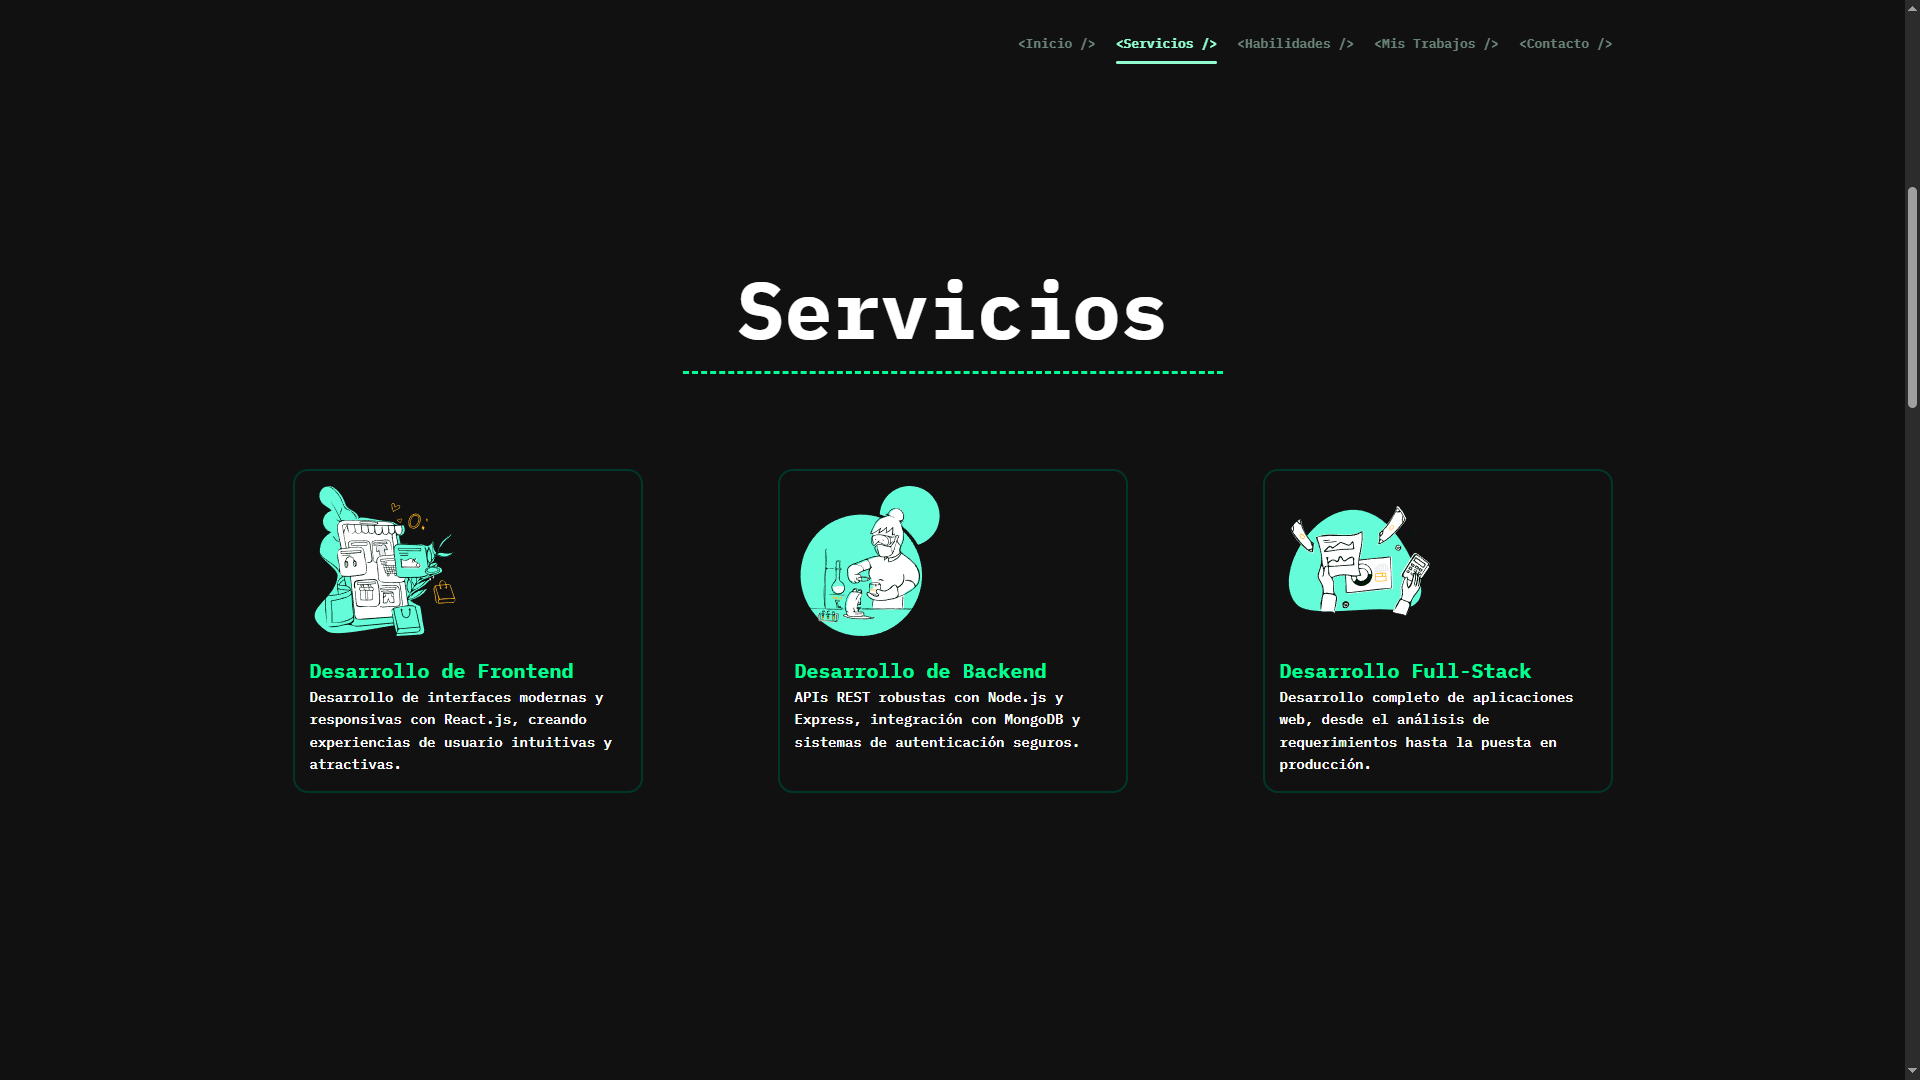 <Inicio />
<Servicios />
<Habilidades />
<Mis Trabajos />
<Contacto />
Servicios
Desarrollo de Frontend
Desarrollo de interfaces modernas y
responsivas con React.js, creando
experiencias de usuario intuitivas y
atractivas.
Desarrollo de Backend
APIs REST robustas con Node.js y
Express, integración con MongoDB y
sistemas de autenticación seguros.
Desarrollo Full-Stack
Desarrollo completo de aplicaciones
web, desde el análisis de
requerimientos hasta la puesta en
producción.